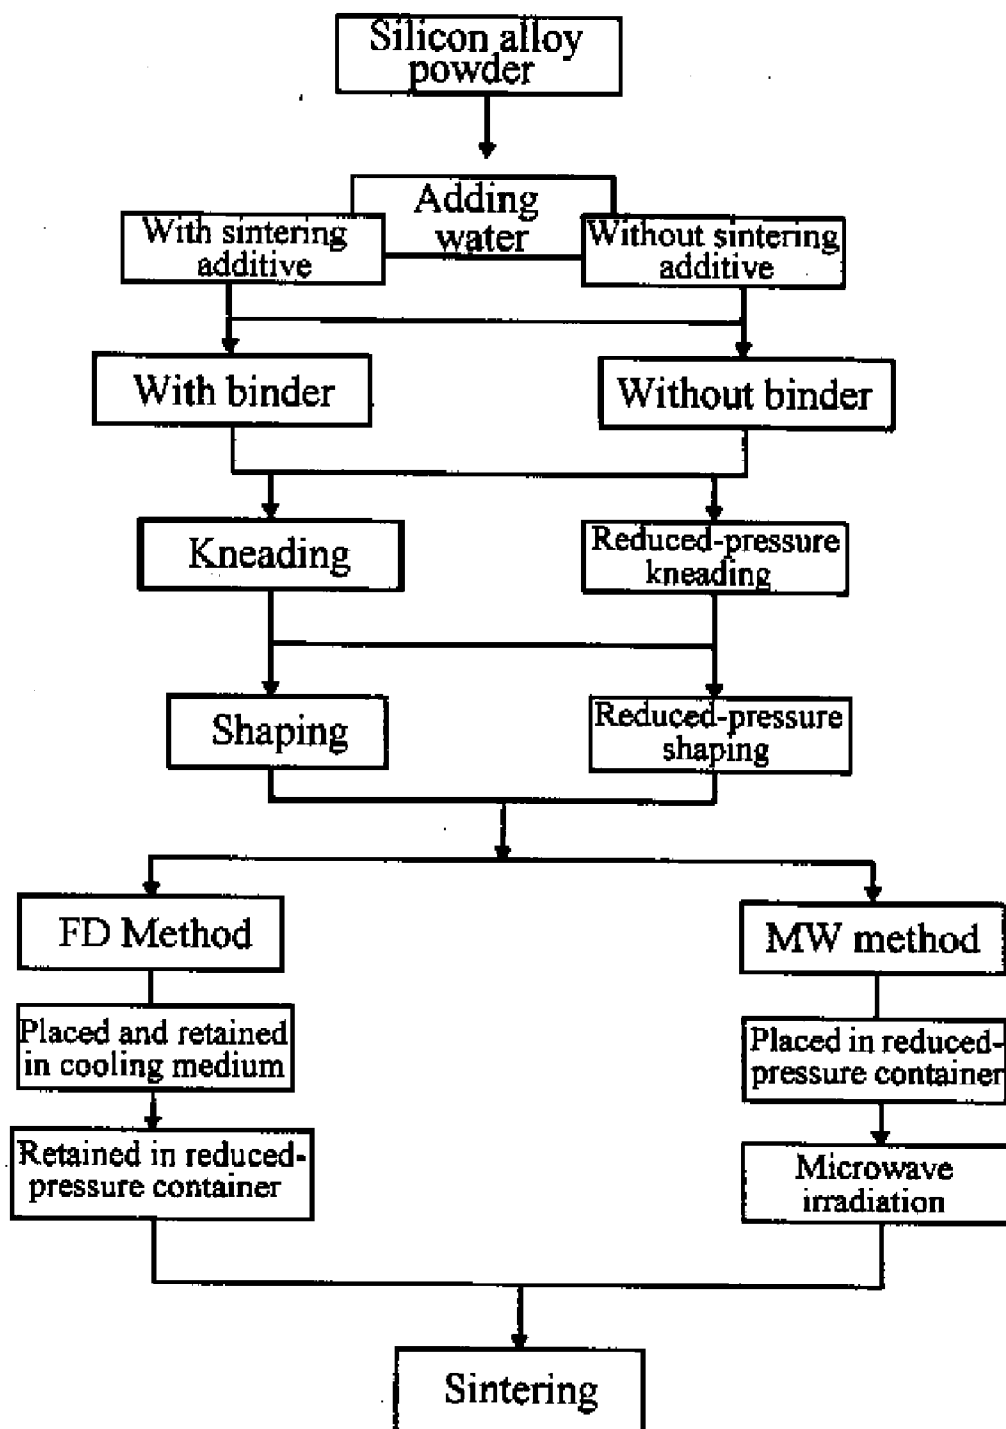 Silicon alloy
powder
Adding
water
With sintering
additive
Without sintering
additive
With binder
Without binder
Kneading
Reduced-pressure
kneading
Shaping
Reduced-pressure
shaping
FD Method
MW method
Placed and retained
in cooling medium
Placed in reduced-
pressure container
Retained in reduced-
pressure container
Microwave
irradiation
Sintering